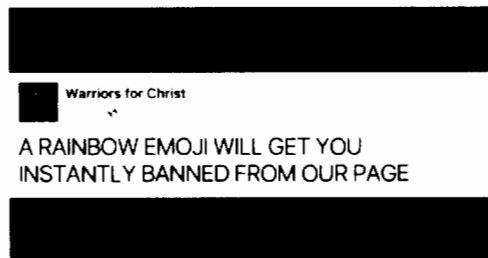 Warriors for Christ
A RAINBOW EMOJI WILL GET YOU
INSTANTLY BANNED FROM OUR PAGE